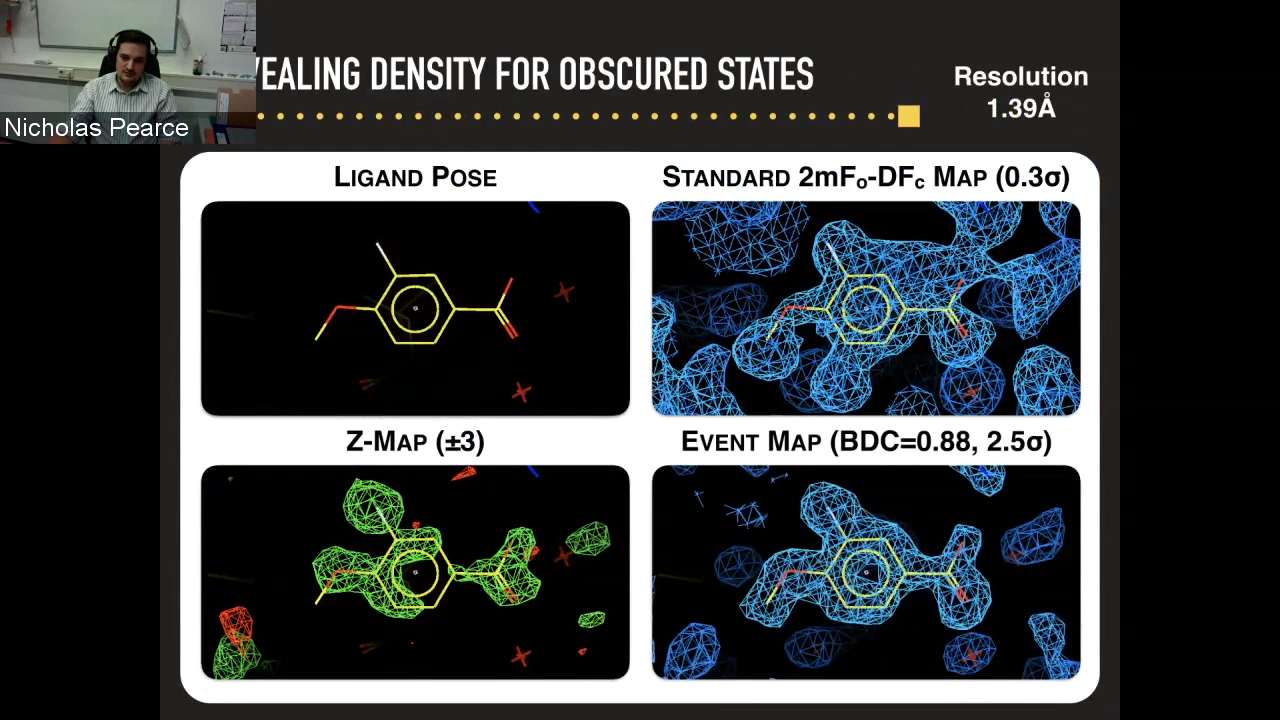 VEALING DENSITY FOR OBSCURED STATES
Resolution
1.39Å
Nicholas Pearce
LIGAND POSE
STANDARD 2mFo-DFc MAP (0.3σ)
Z-MAP (±3)
EVENT MAP (BDC=0.88, 2.5σ)